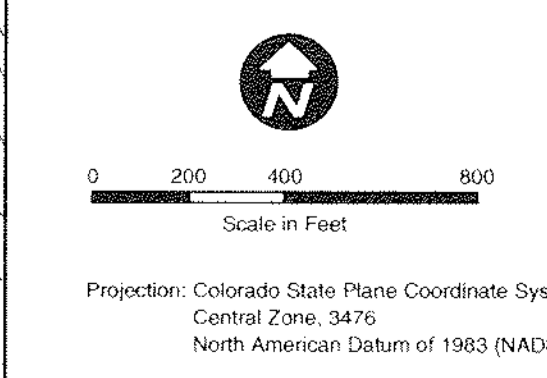 N
0 200 400 800
Scale in Feet
Projection: Colorado State Plane Coordinate Sys
Central Zone, 3476
North American Datum of 1983 (NAD8